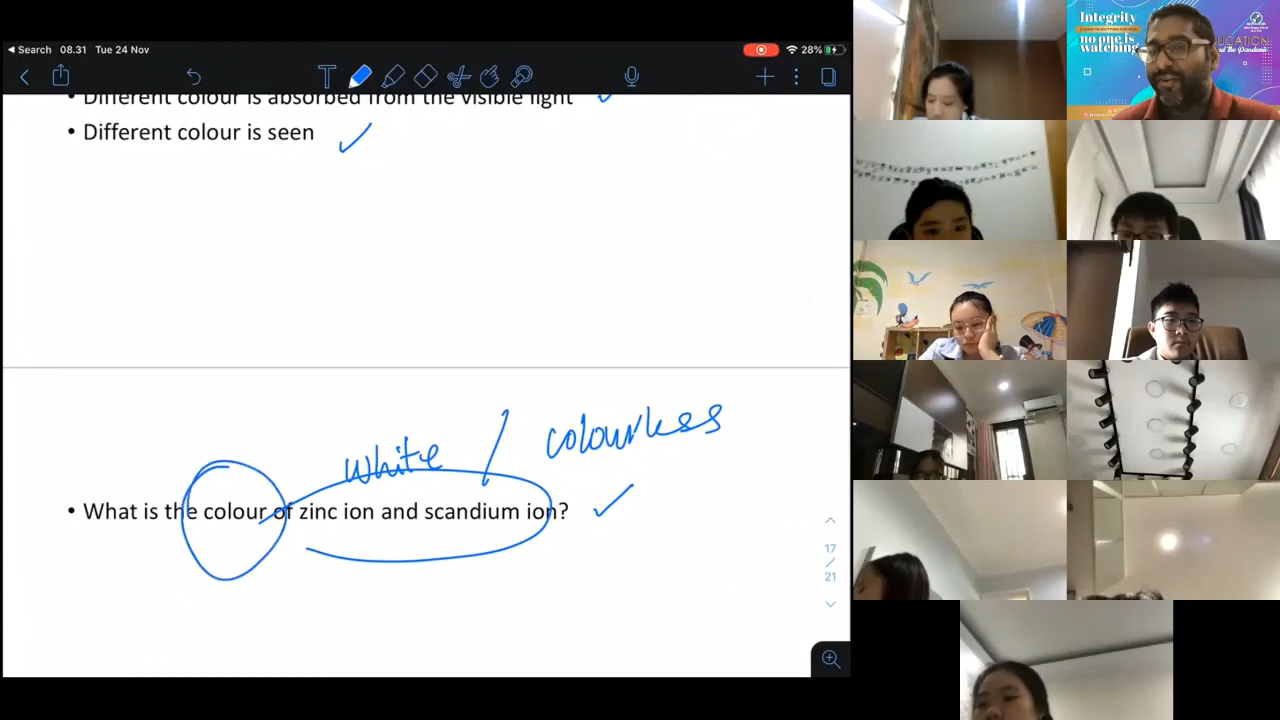 Search 08.31 Tue 24 Nov
28%
T
• Different colour is absorbed from the visible light
• Different colour is seen
white / colourless
• What is the colour of zinc ion and scandium ion?
17
/
21
Integrity
no one is
watching
UCATION